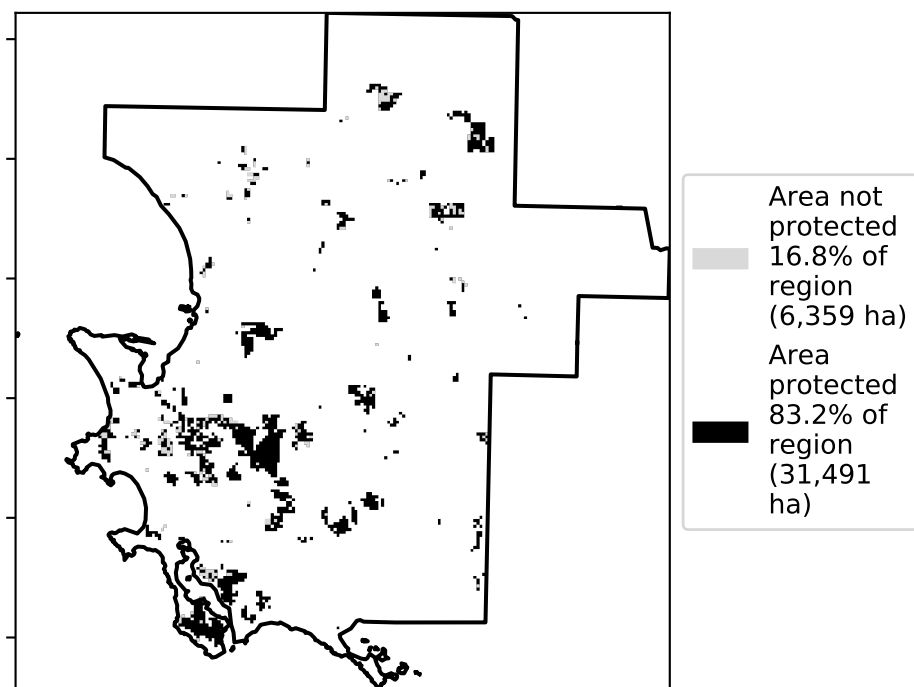 Area not
protected
16.8% of
region
(6,359 ha)
Area
protected
83.2% of
region
(31,491
ha)